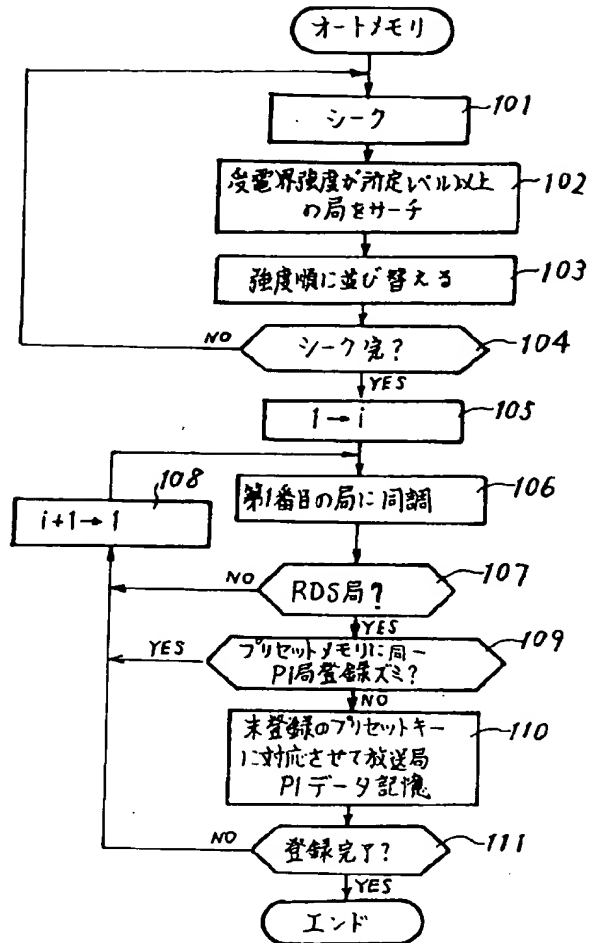 オートメモリ
シーク
101
受電界強度が所定レベル以上
の局をサーチ
102
強度順に並び替える
103
シーク完?
104
NO
YES
1→i
105
108
i+1→1
第1番目の局に同調
106
RDS局?
107
NO
YES
プリセットメモリに同一
PI局登録ズミ?
109
YES
NO
未登録のプリセットキー
に対応させて放送局
PIデータ記憶
110
登録完了?
111
NO
YES
エンド